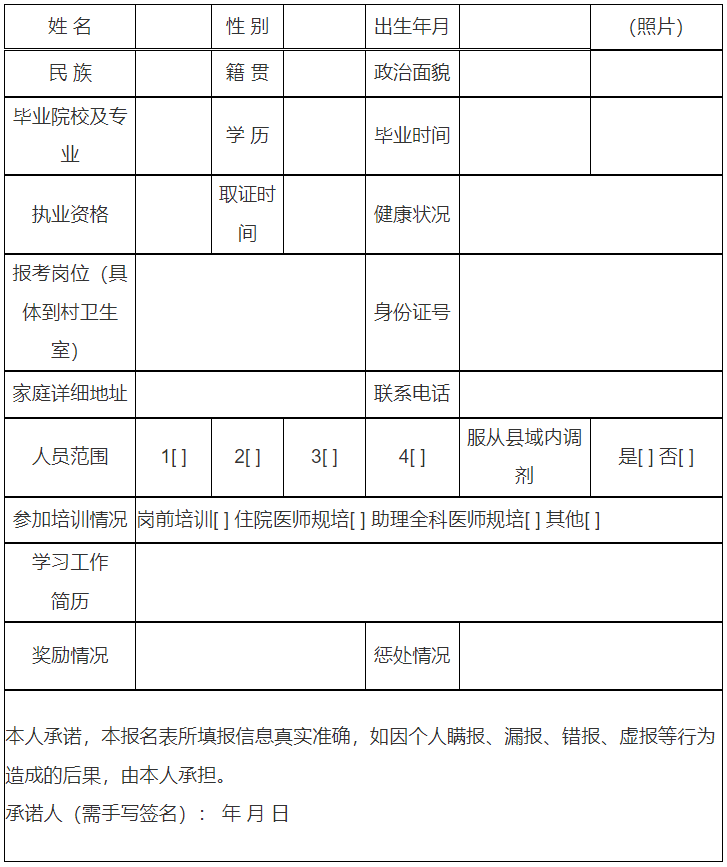 姓 名 性 别 出生年月 （照片）
民 族 籍 贯 政治面貌
毕业院校及专
业
学 历 毕业时间
执业资格
取证时
间
健康状况
报考岗位（具
体到村卫生
室）
身份证号
家庭详细地址 联系电话
人员范围 1[ ] 2[ ] 3[ ] 4[ ]
服从县域内调
剂
是[ ] 否[ ]
参加培训情况 岗前培训[ ] 住院医师规培[ ] 助理全科医师规培[ ] 其他[ ]
学习工作
简历
奖励情况 惩处情况
本人承诺，本报名表所填报信息真实准确，如因个人瞒报、漏报、错报、虚报等行为
造成的后果，由本人承担。
承诺人（需手写签名）： 年 月 日